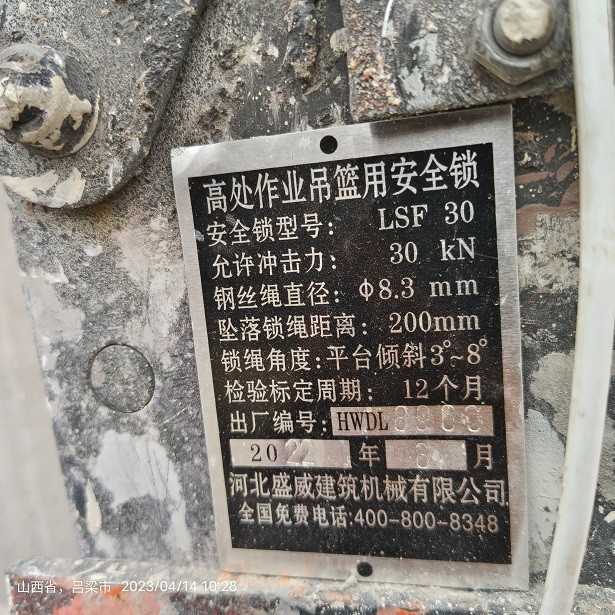 高处作业吊篮用安全锁
安全锁型号: LSF 30
允许冲击力: 30 kN
钢丝绳直径: Φ8.3 mm
坠落锁绳距离: 200mm
锁绳角度:平台倾斜3°~8°
检验标定周期: 12个月
出厂编号: HWDL
2022 年 6 月
河北盛威建筑机械有限公司
全国免费电话:400-800-8348
山西省，吕梁市 2023/04/14 10:28